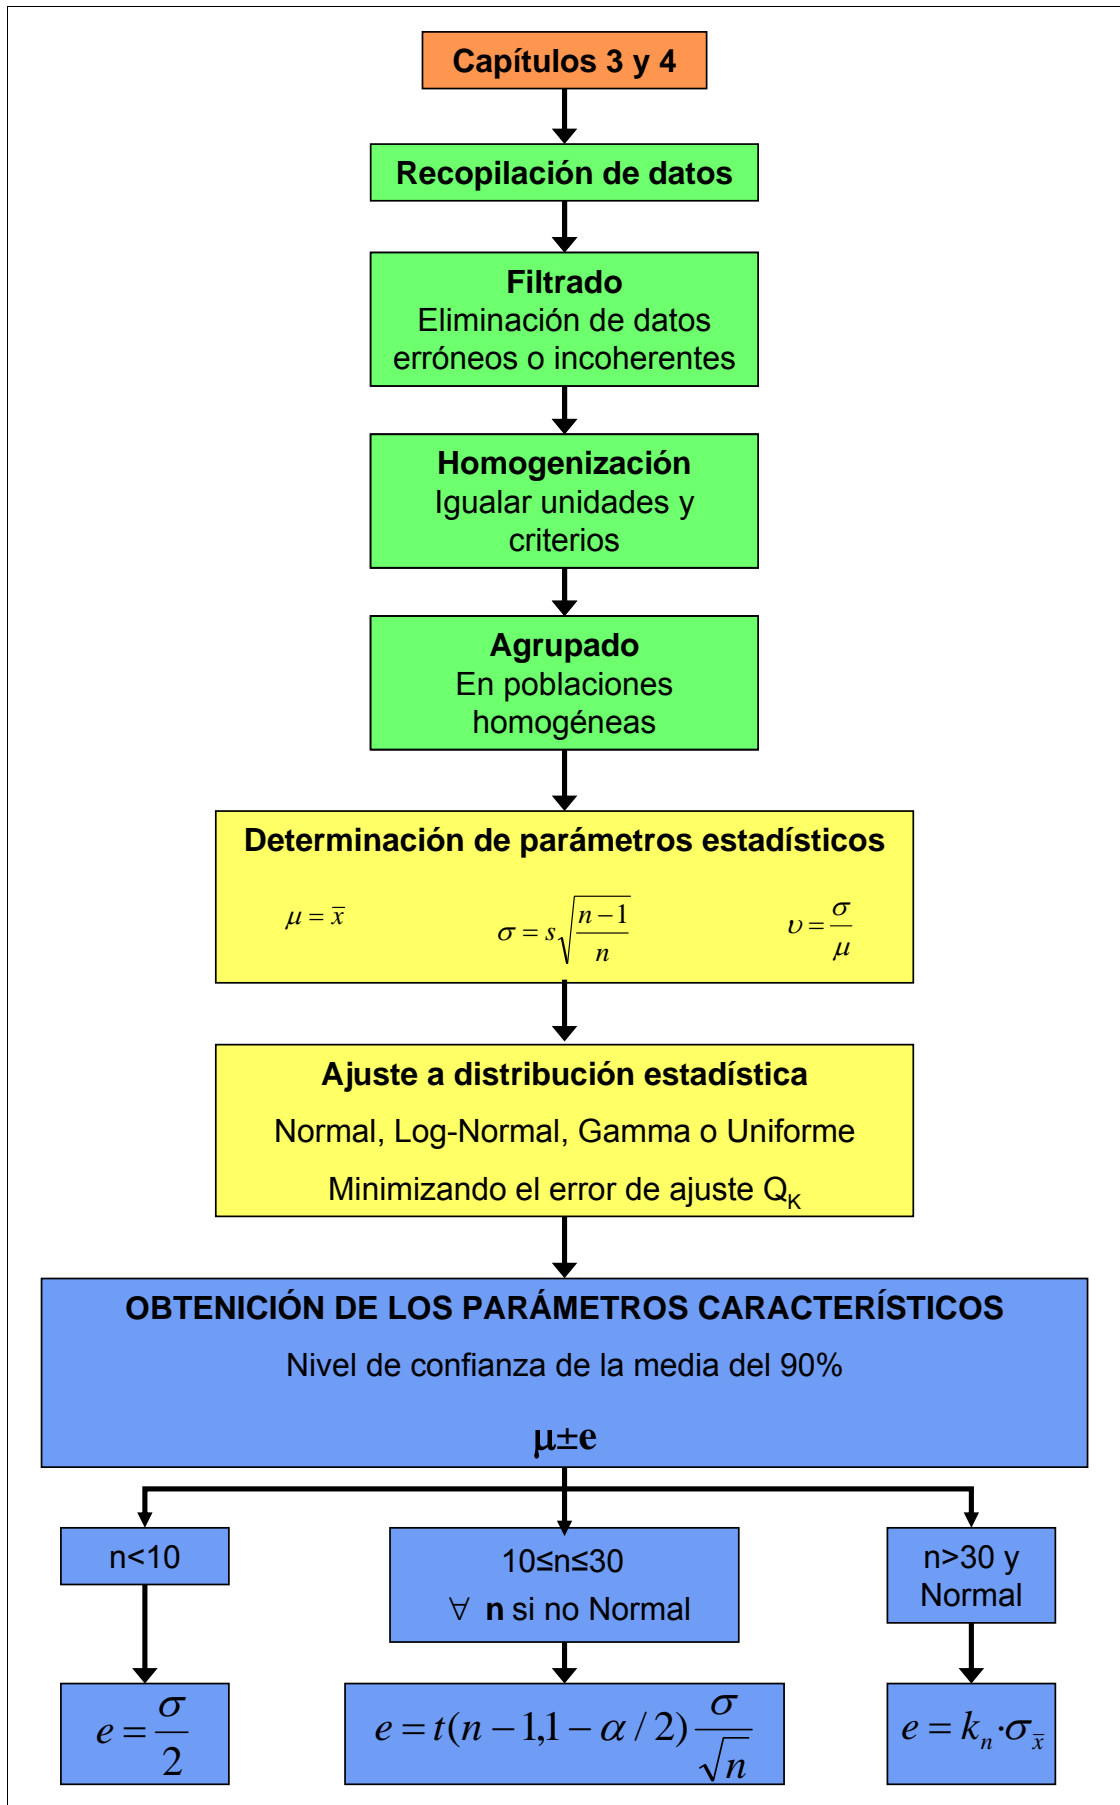 Capítulos 3 y 4
Recopilación de datos
Filtrado
Eliminación de datos
erróneos o incoherentes
Homogenización
Igualar unidades y
criterios
Agrupado
En poblaciones
homogéneas
Determinación de parámetros estadísticos
μ = x̄
σ = s√((n−1)/n)
υ = σ/μ
Ajuste a distribución estadística
Normal, Log-Normal, Gamma o Uniforme
Minimizando el error de ajuste Q_K
OBTENICIÓN DE LOS PARÁMETROS CARACTERÍSTICOS
Nivel de confianza de la media del 90%
μ±e
n<10
10≤n≤30
∀ n si no Normal
n>30 y
Normal
e = σ/2
e = t(n−1,1−α/2) σ/√n
e = k_n·σ_x̄